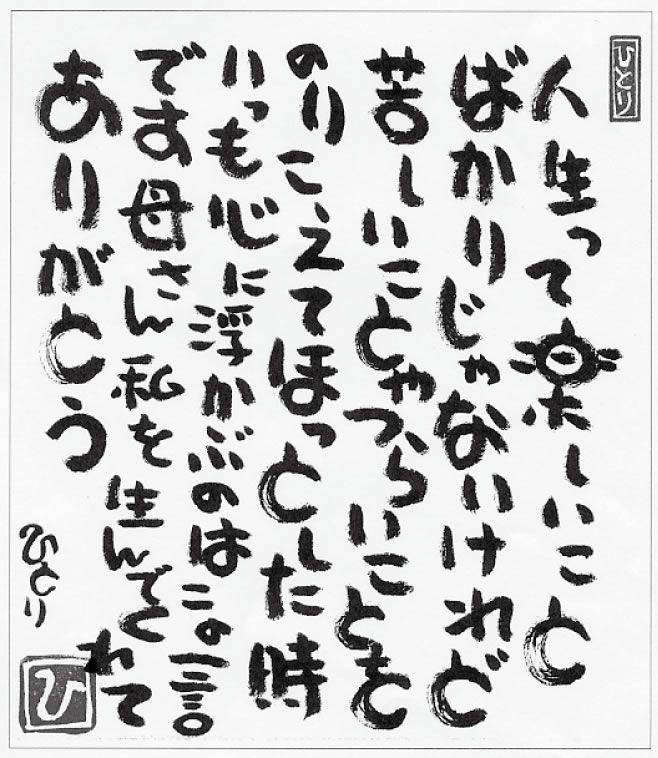 ひとり
人生って楽しいこと
ばかりじゃないけれど
苦しいことやつらいことを
のりこえてほっとした時
いつも心に浮かぶのはこの一言
です母さん私を生んでくれて
ありがとう
ひとり
ひ